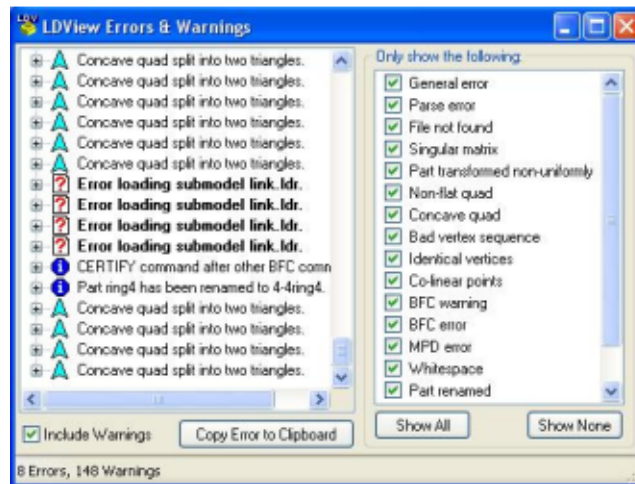 LDV
LDView Errors & Warnings
Concave quad split into two triangles.
Concave quad split into two triangles.
Concave quad split into two triangles.
Concave quad split into two triangles.
Concave quad split into two triangles.
Concave quad split into two triangles.
Error loading submodel link.ldr.
Error loading submodel link.ldr.
Error loading submodel link.ldr.
Error loading submodel link.ldr.
CERTIFY command after other BFC comm
Part ring4 has been renamed to 4-4ring4.
Concave quad split into two triangles.
Concave quad split into two triangles.
Concave quad split into two triangles.
Concave quad split into two triangles.
Include Warnings
Copy Error to Clipboard
Only show the following:
General error
Parse error
File not found
Singular matrix
Part transformed non-uniformly
Non-flat quad
Concave quad
Bad vertex sequence
Identical vertices
Co-linear points
BFC warning
BFC error
MPD error
Whitespace
Part renamed
Show All
Show None
8 Errors, 148 Warnings